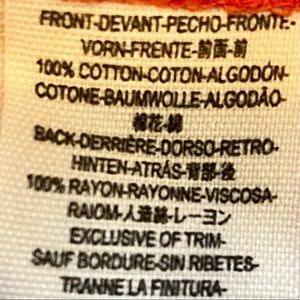 FRONT-DEVANT-PECHO-FRONTE-
VORN-FRENTE-前面-前
100% COTTON-COTON-ALGODÓN-
COTONE-BAUMWOLLE-ALGODÃO-
棉花-綿
BACK-DERRIÈRE-DORSO-RETRO-
HINTEN-ATRÁS-背部-後
100% RAYON-RAYONNE-VISCOSA-
RAIOM-人造絲-レーヨン
EXCLUSIVE OF TRIM-
SAUF BORDURE-SIN RIBETES-
TRANNE LA FINITURA-